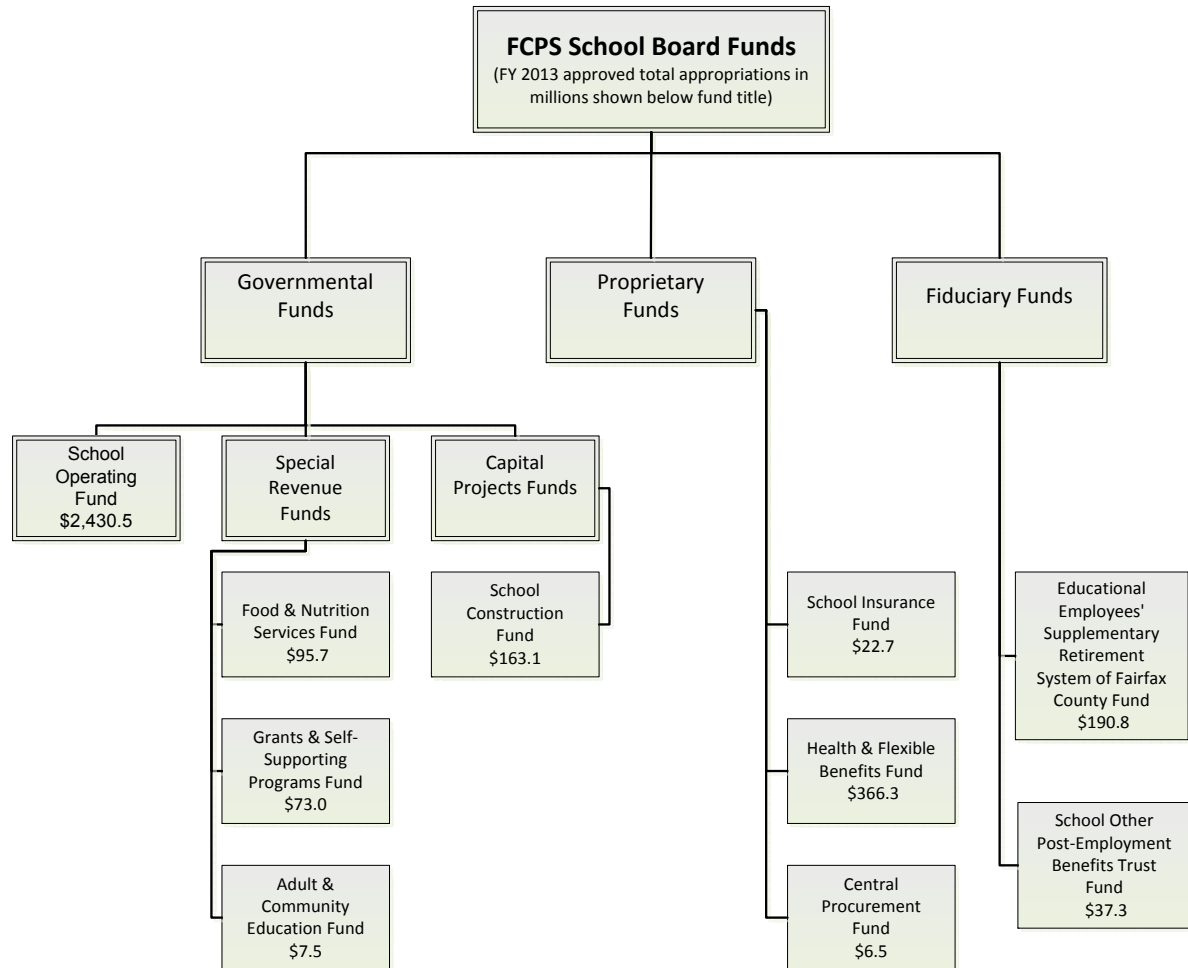 FCPS School Board Funds
(FY 2013 approved total appropriations in
millions shown below fund title)
Governmental
Funds
Proprietary
Funds
Fiduciary Funds
School
Operating
Fund
$2,430.5
Special
Revenue
Funds
Capital
Projects Funds
Food & Nutrition
Services Fund
$95.7
Grants & Self-
Supporting
Programs Fund
$73.0
Adult &
Community
Education Fund
$7.5
School
Construction
Fund
$163.1
School Insurance
Fund
$22.7
Health & Flexible
Benefits Fund
$366.3
Central
Procurement
Fund
$6.5
Educational
Employees'
Supplementary
Retirement
System of Fairfax
County Fund
$190.8
School Other
Post-Employment
Benefits Trust
Fund
$37.3